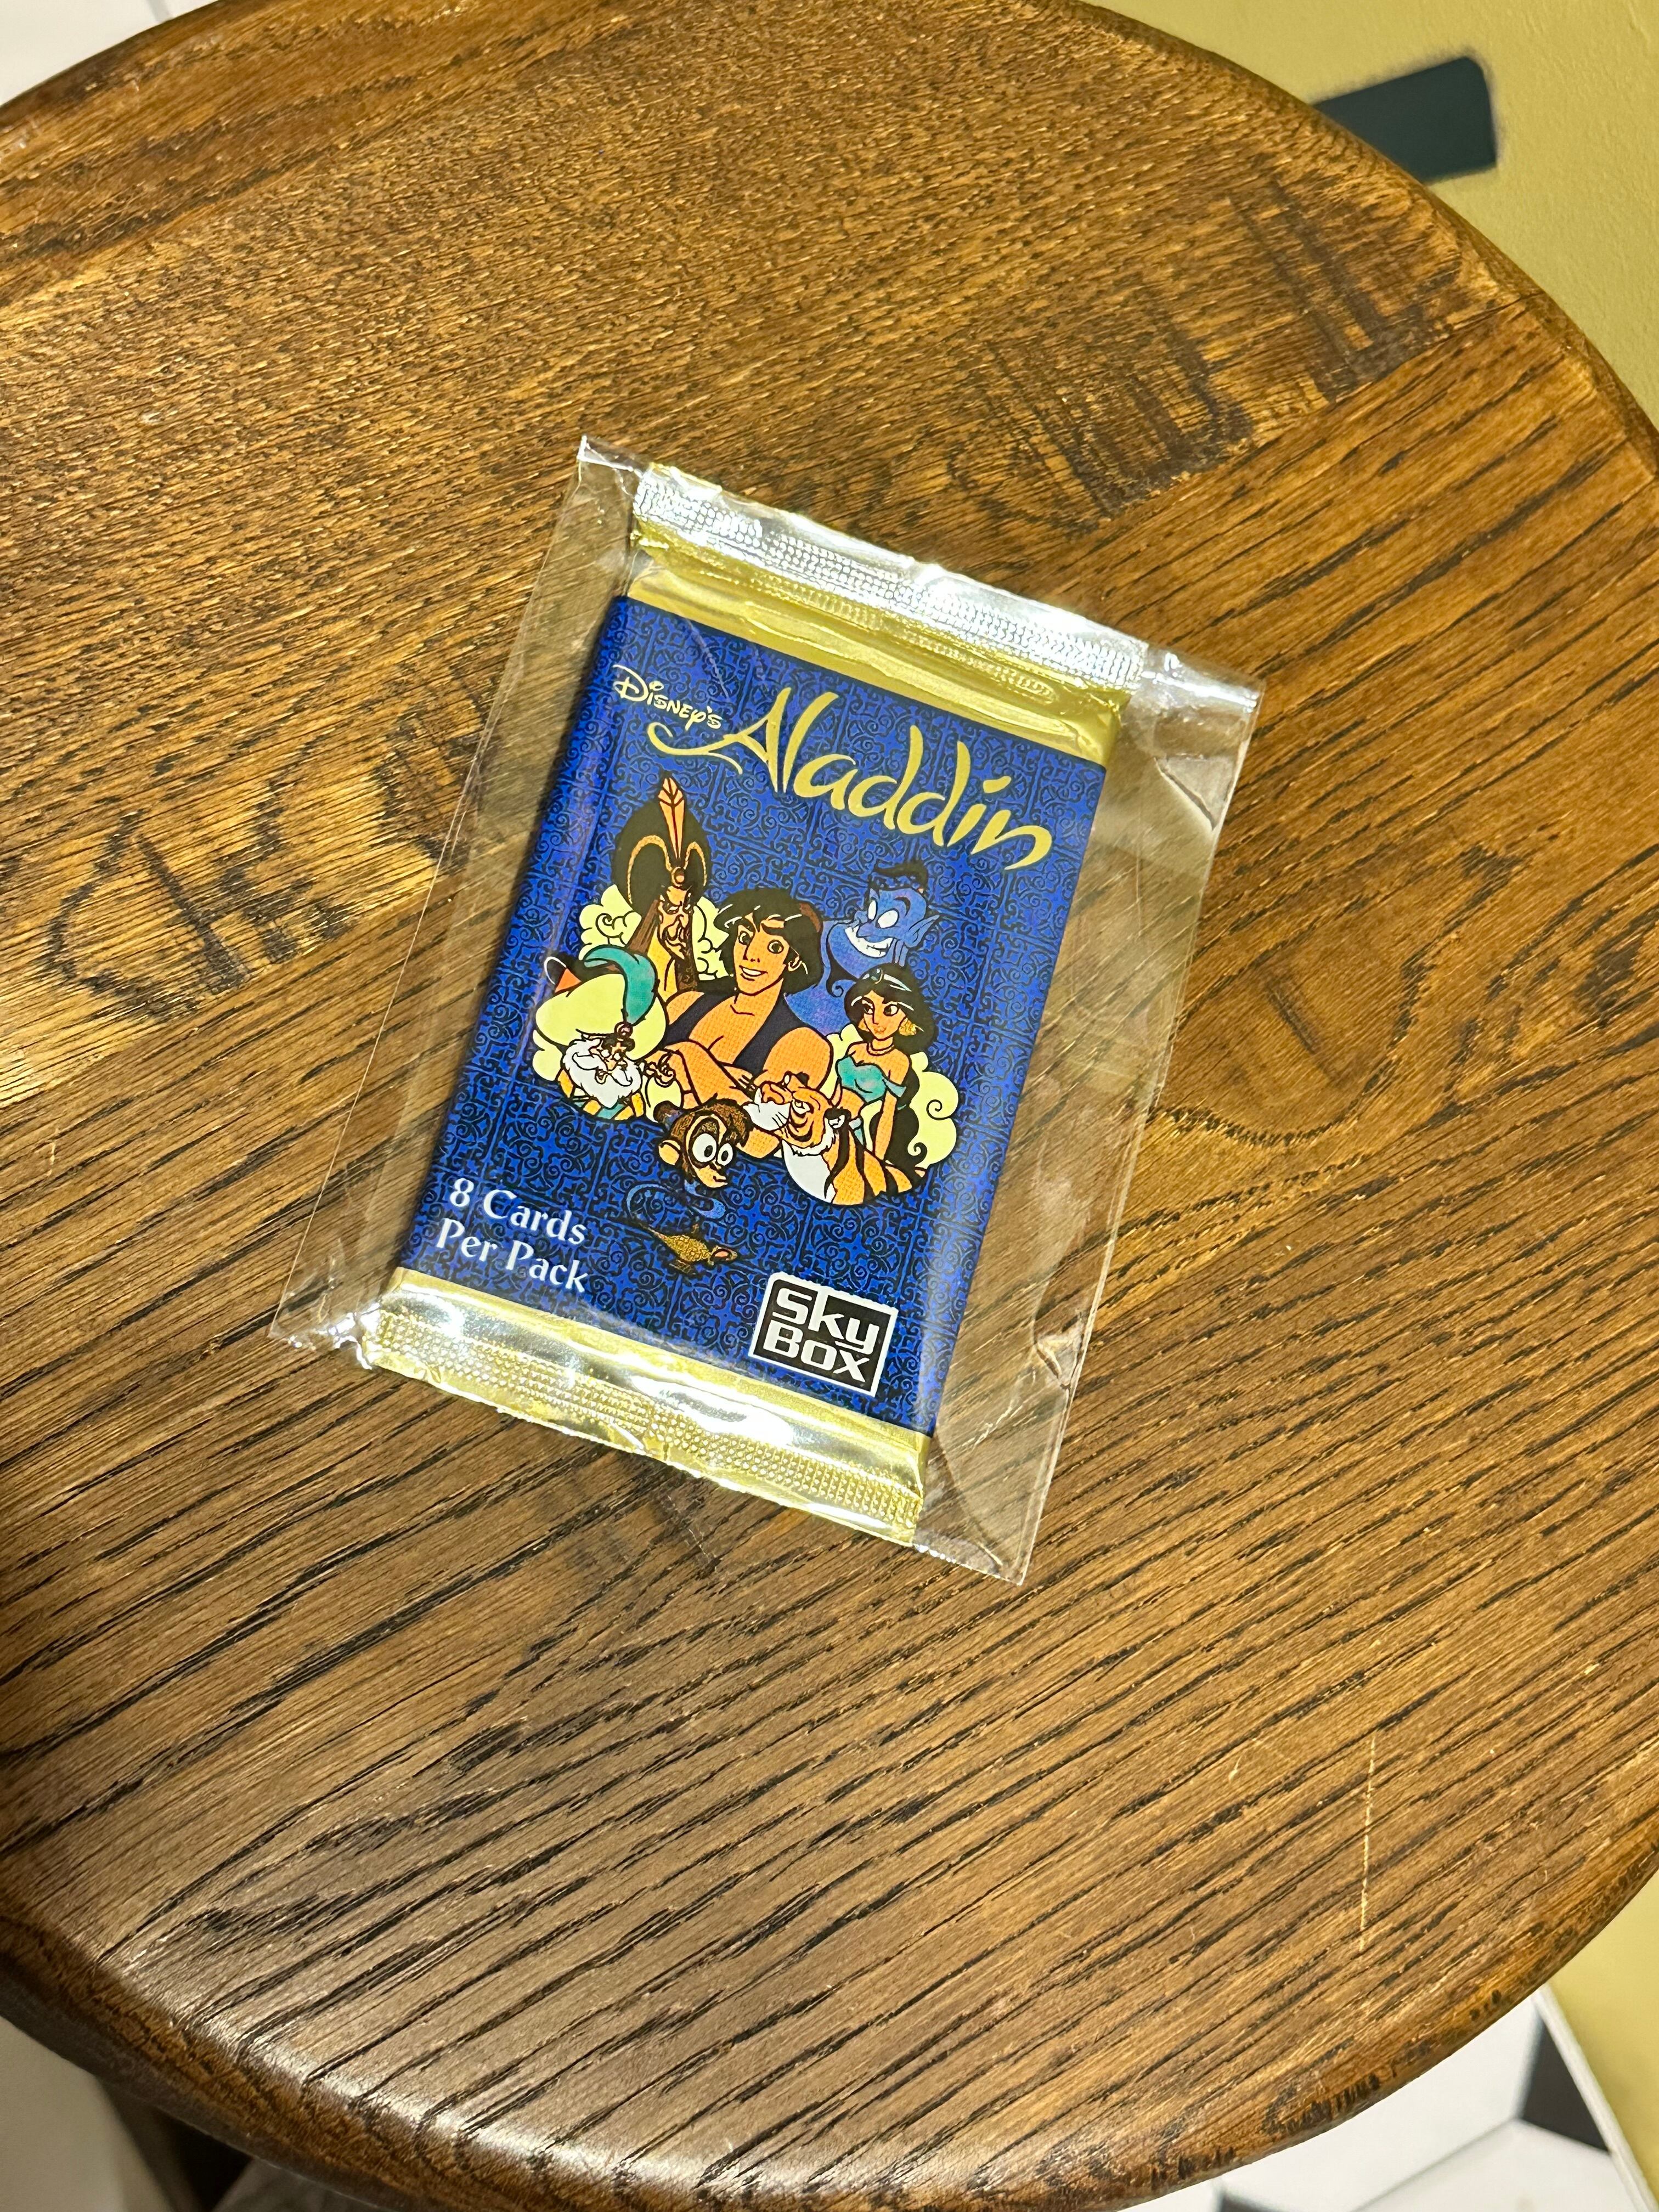 Disney's
Aladdin
8 Cards
Per Pack
Sky
Box